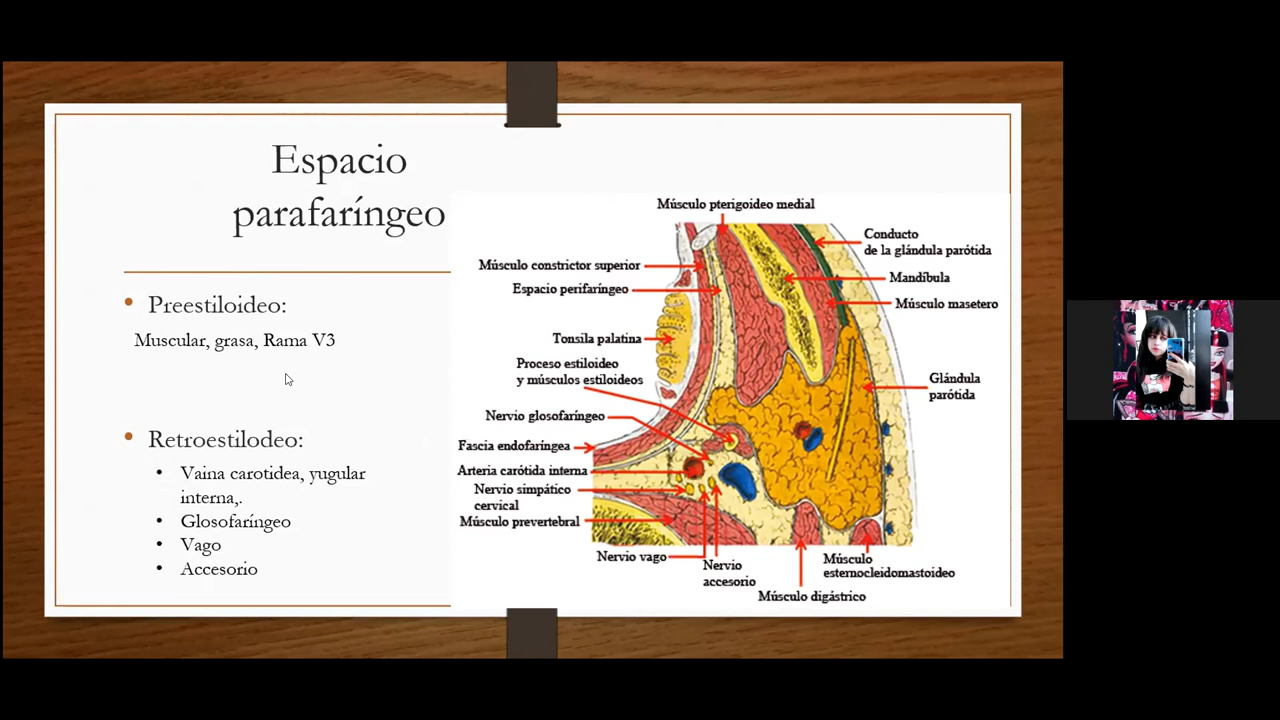 Espacio
parafaríngeo
Preestiloideo:
Muscular, grasa, Rama V3
Retroestilodeo:
Vaina carotidea, yugular
interna,.
Glosofaríngeo
Vago
Accesorio
Músculo pterigoideo medial
Músculo constrictor superior
Espacio perifaríngeo
Tonsila palatina
Proceso estiloideo
y músculos estiloideos
Nervio glosofaríngeo
Fascia endofaríngea
Arteria carótida interna
Nervio simpático
cervical
Músculo prevertebral
Nervio vago
Nervio
accesorio
Músculo digástrico
Músculo
esternocleidomastoideo
Glándula
parótida
Músculo masetero
Mandíbula
Conducto
de la glándula parótida